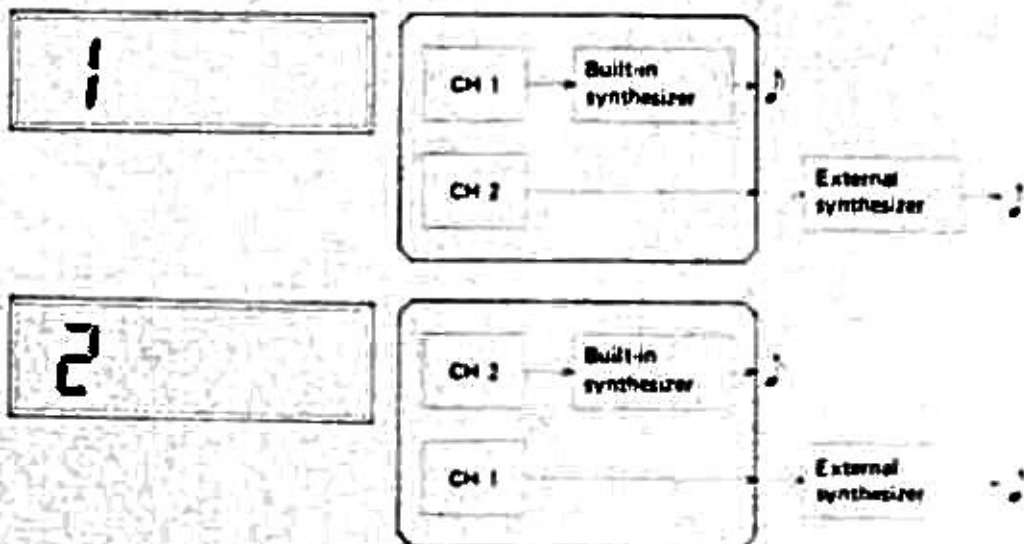 1
CH 1
Built-in
synthesizer
CH 2
External
synthesizer
2
CH 2
Built-in
synthesizer
CH 1
External
synthesizer